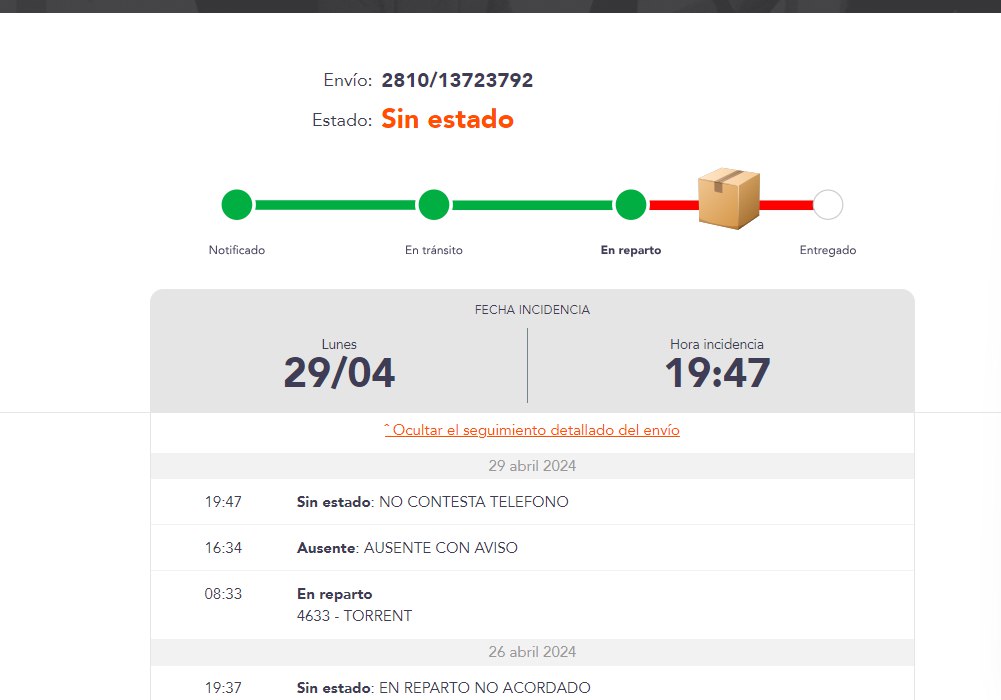 Envío: 2810/13723792
Estado: Sin estado
Notificado En tránsito En reparto Entregado
FECHA INCIDENCIA
Lunes Hora incidencia
29/04 19:47
ˆ Ocultar el seguimiento detallado del envío
29 abril 2024
19:47 Sin estado: NO CONTESTA TELEFONO
16:34 Ausente: AUSENTE CON AVISO
08:33 En reparto
4633 - TORRENT
26 abril 2024
19:37 Sin estado: EN REPARTO NO ACORDADO